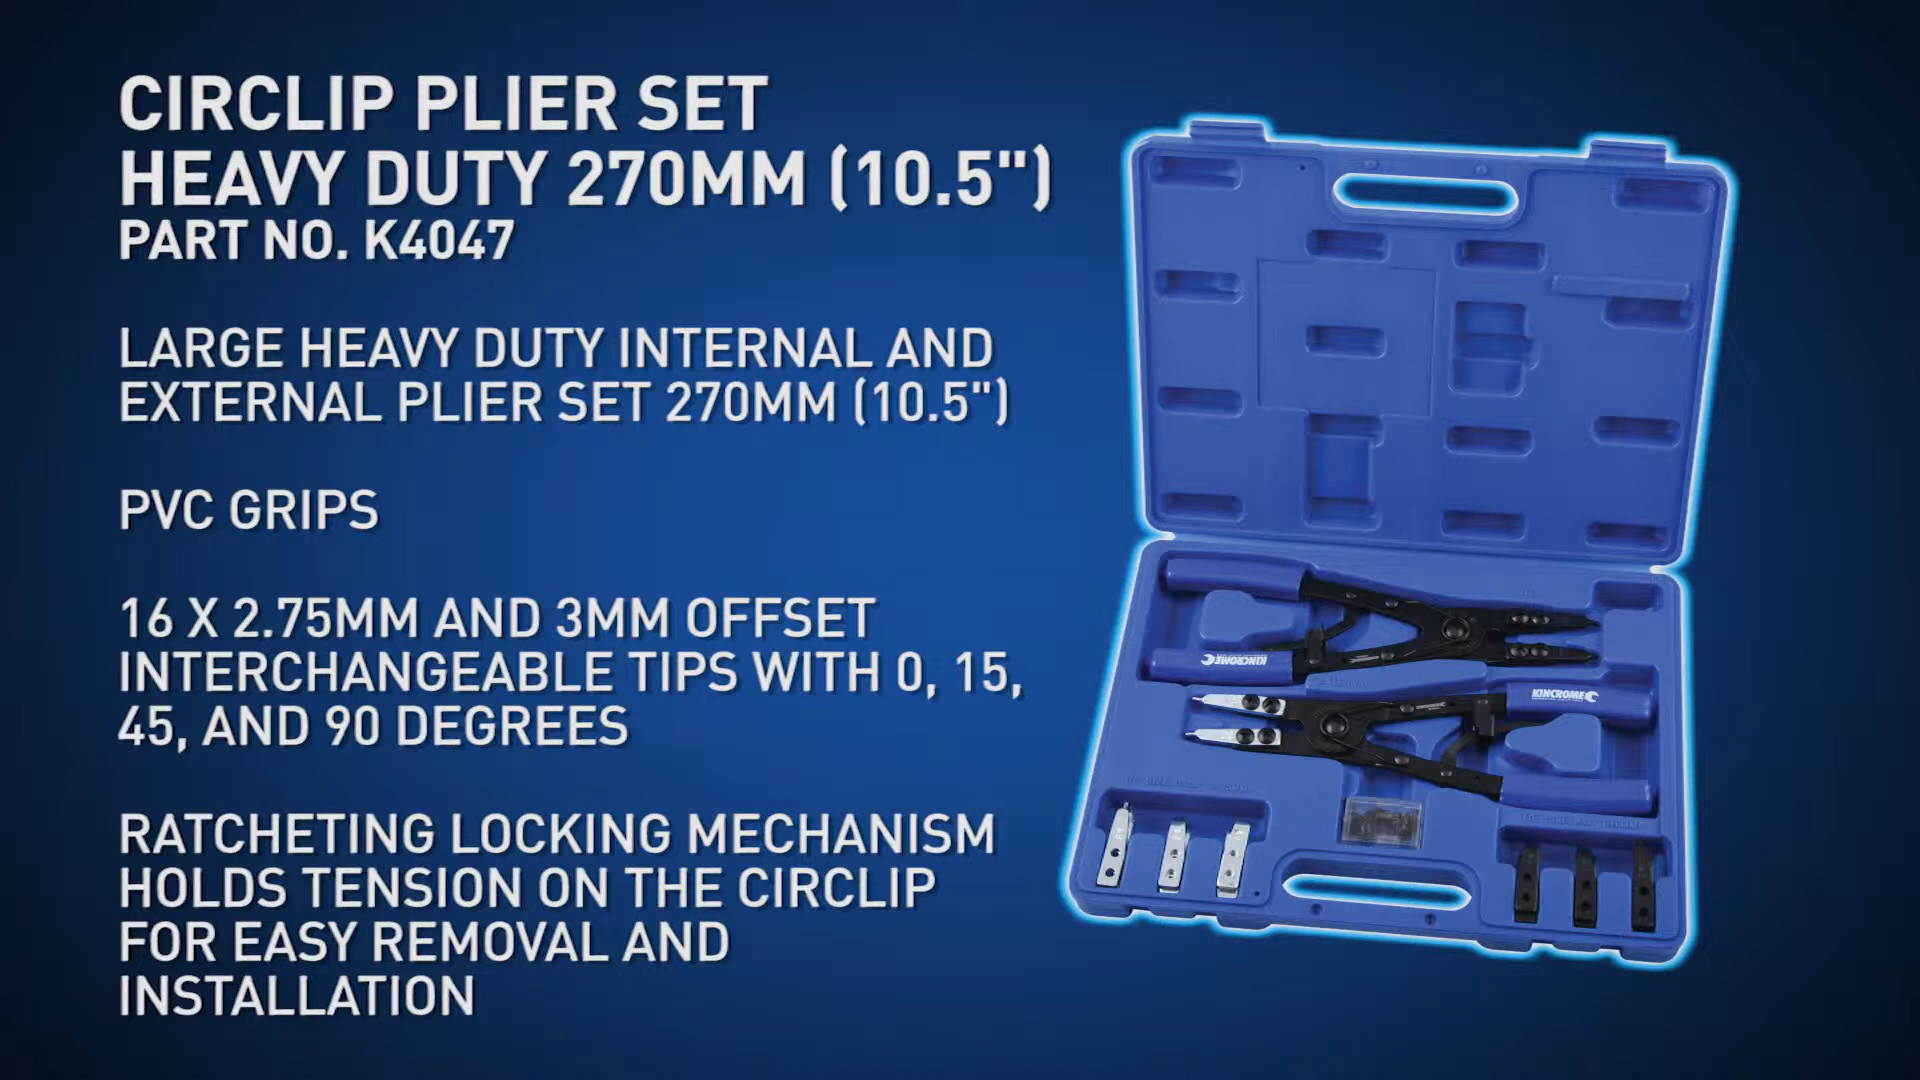 CIRCLIP PLIER SET
HEAVY DUTY 270MM (10.5")
PART NO. K4047
LARGE HEAVY DUTY INTERNAL AND
EXTERNAL PLIER SET 270MM (10.5")
PVC GRIPS
16 X 2.75MM AND 3MM OFFSET
INTERCHANGEABLE TIPS WITH 0, 15,
45, AND 90 DEGREES
RATCHETING LOCKING MECHANISM
HOLDS TENSION ON THE CIRCLIP
FOR EASY REMOVAL AND
INSTALLATION
KINCROME
KINCROME